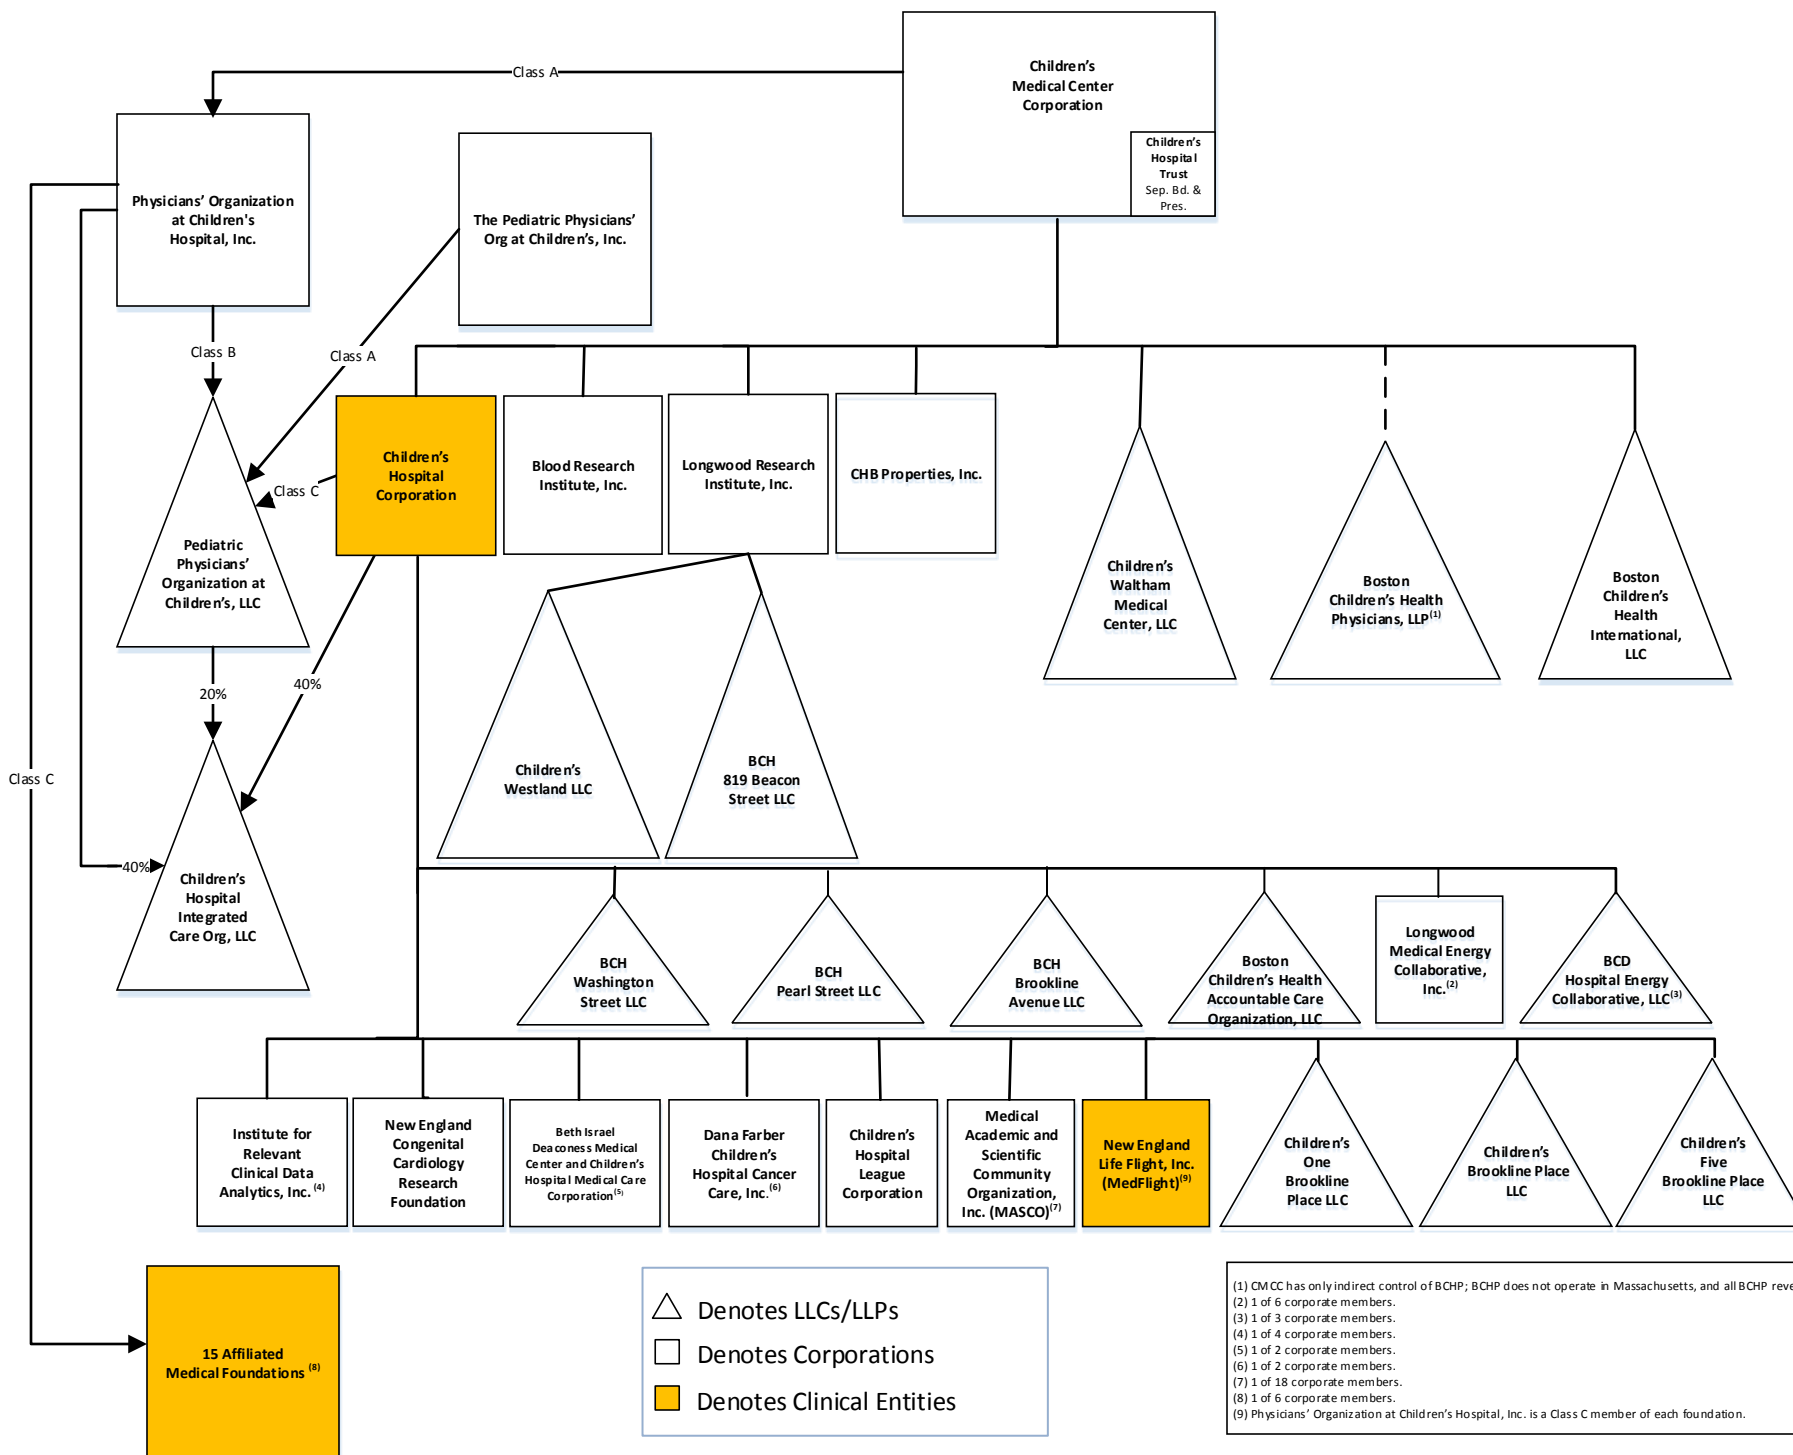 Class A
Children's
Medical Center
Corporation
Children's
Hospital
Trust
Sep. Bd. &
Pres.
Physicians' Organization
at Children's
Hospital, Inc.
The Pediatric Physicians'
Org at Children's, Inc.
Class B
Class A
Class C
Children's
Hospital
Corporation
Blood Research
Institute, Inc.
Longwood Research
Institute, Inc.
CHB Properties, Inc.
Pediatric
Physicians'
Organization at
Children's, LLC
Children's
Waltham
Medical
Center, LLC
Boston
Children's Health
Physicians, LLP(1)
Boston
Children's
Health
International,
LLC
20%
40%
Class C
40%
Children's
Westland LLC
BCH
819 Beacon
Street LLC
Children's
Hospital
Integrated
Care Org, LLC
BCH
Washington
Street LLC
BCH
Pearl Street LLC
BCH
Brookline
Avenue LLC
Boston
Children's Health
Accountable Care
Organization, LLC
Longwood
Medical Energy
Collaborative,
Inc.(2)
BCD
Hospital Energy
Collaborative, LLC(3)
Institute for
Relevant
Clinical Data
Analytics, Inc. (4)
New England
Congenital
Cardiology
Research
Foundation
Beth Israel
Deaconess Medical
Center and Children's
Hospital Medical Care
Corporation(5)
Dana Farber
Children's
Hospital Cancer
Care, Inc.(6)
Children's
Hospital
League
Corporation
Medical
Academic and
Scientific
Community
Organization,
Inc. (MASCO)(7)
New England
Life Flight, Inc.
(MedFlight)(9)
Children's
One
Brookline
Place LLC
Children's
Brookline Place
LLC
Children's
Five
Brookline Place
LLC
15 Affiliated
Medical Foundations (8)
Denotes LLCs/LLPs
Denotes Corporations
Denotes Clinical Entities
(1) CMCC has only indirect control of BCHP; BCHP does not operate in Massachusetts, and all BCHP reve
(2) 1 of 6 corporate members.
(3) 1 of 3 corporate members.
(4) 1 of 4 corporate members.
(5) 1 of 2 corporate members.
(6) 1 of 2 corporate members.
(7) 1 of 18 corporate members.
(8) 1 of 6 corporate members.
(9) Physicians' Organization at Children's Hospital, Inc. is a Class C member of each foundation.